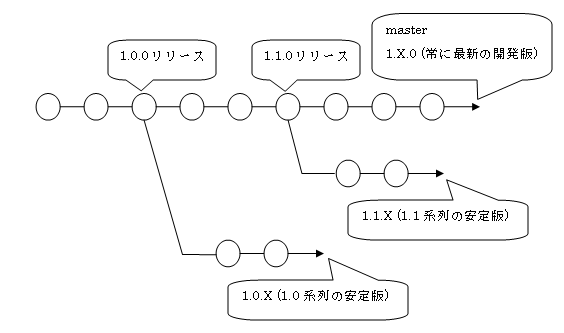 1.0.0リリース
1.1.0リリース
master
1.X.0 (常に最新の開発版)
1.1.X (1.1 系列の安定版)
1.0.X (1.0 系列の安定版)